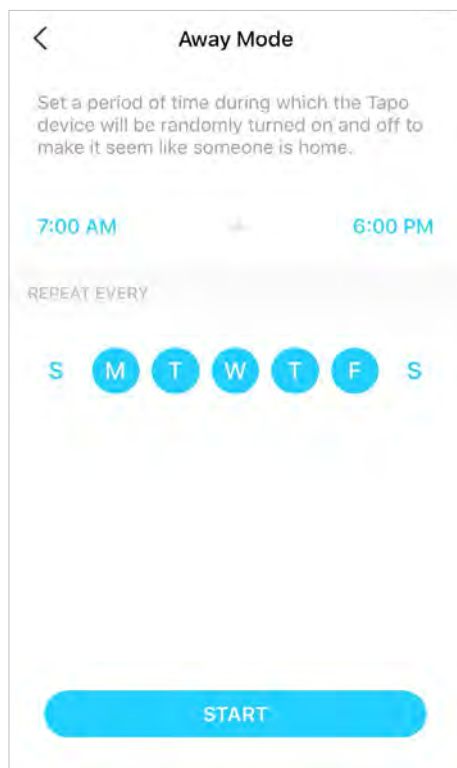 Away Mode
Set a period of time during which the Tapo
device will be randomly turned on and off to
make it seem like someone is home.
7:00 AM 6:00 PM
REPEAT EVERY
S M T W T F S
START